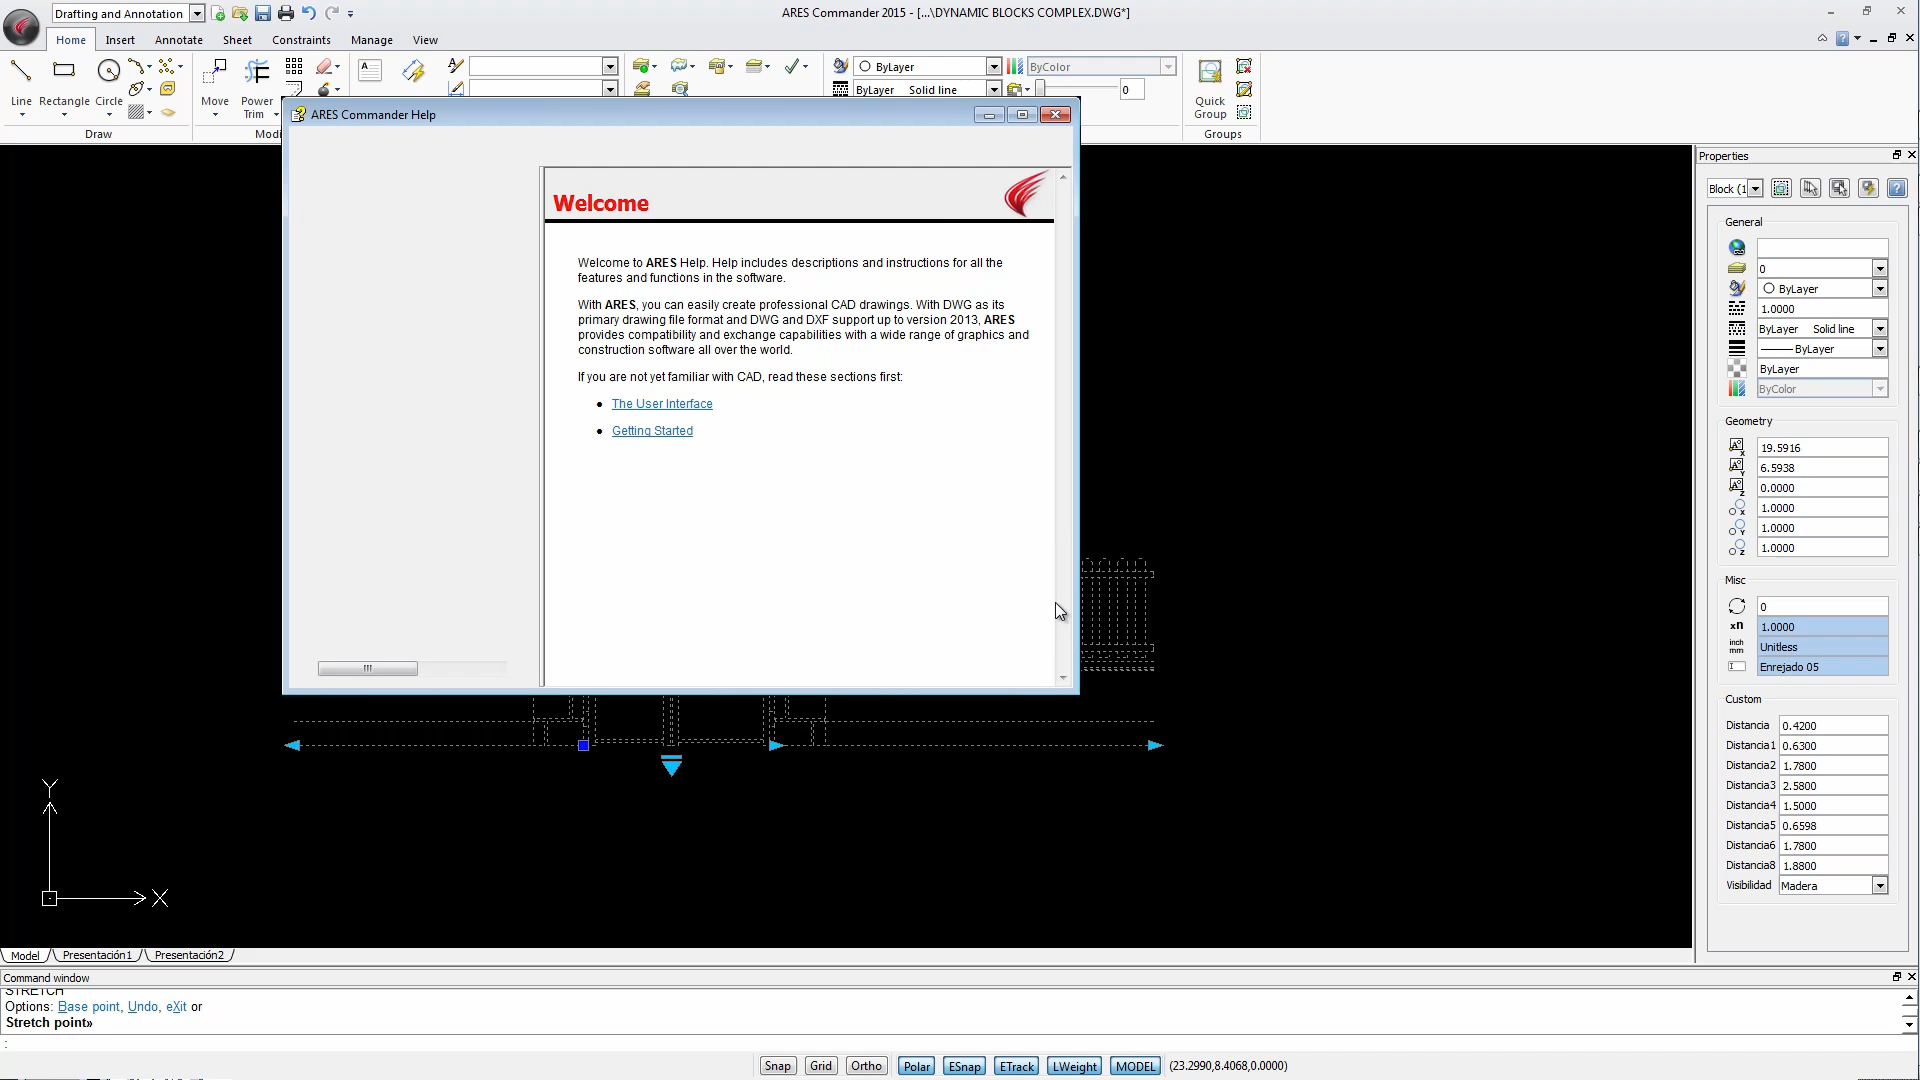 Drafting and Annotation
ARES Commander 2015 - [...\DYNAMIC BLOCKS COMPLEX.DWG*]
Home Insert Annotate Sheet Constraints Manage View
ByLayer ByColor
ByLayer Solid line 0
Line Rectangle Circle Move Power Trim Quick Group
Draw Groups
ARES Commander Help
Welcome
Welcome to ARES Help. Help includes descriptions and instructions for all the
features and functions in the software.
With ARES, you can easily create professional CAD drawings. With DWG as its
primary drawing file format and DWG and DXF support up to version 2013, ARES
provides compatibility and exchange capabilities with a wide range of graphics and
construction software all over the world.
If you are not yet familiar with CAD, read these sections first:
The User Interface
Getting Started
Properties
Block (1
General
0
ByLayer
1.0000
ByLayer Solid line
ByLayer
ByLayer
ByColor
Geometry
19.5916
6.5938
0.0000
1.0000
1.0000
1.0000
Misc
0
xn 1.0000
inch mm Unitless
Enrejado 05
Custom
Distancia 0.4200
Distancia1 0.6300
Distancia2 1.7800
Distancia3 2.5800
Distancia4 1.5000
Distancia5 0.6598
Distancia6 1.7800
Distancia8 1.8800
Visibilidad Madera
Y
X
Model Presentación1 Presentación2
Command window
STRETCH
Options: Base point, Undo, eXit or
Stretch point»
:
Snap Grid Ortho Polar ESnap ETrack LWeight MODEL (23.2990,8.4068,0.0000)